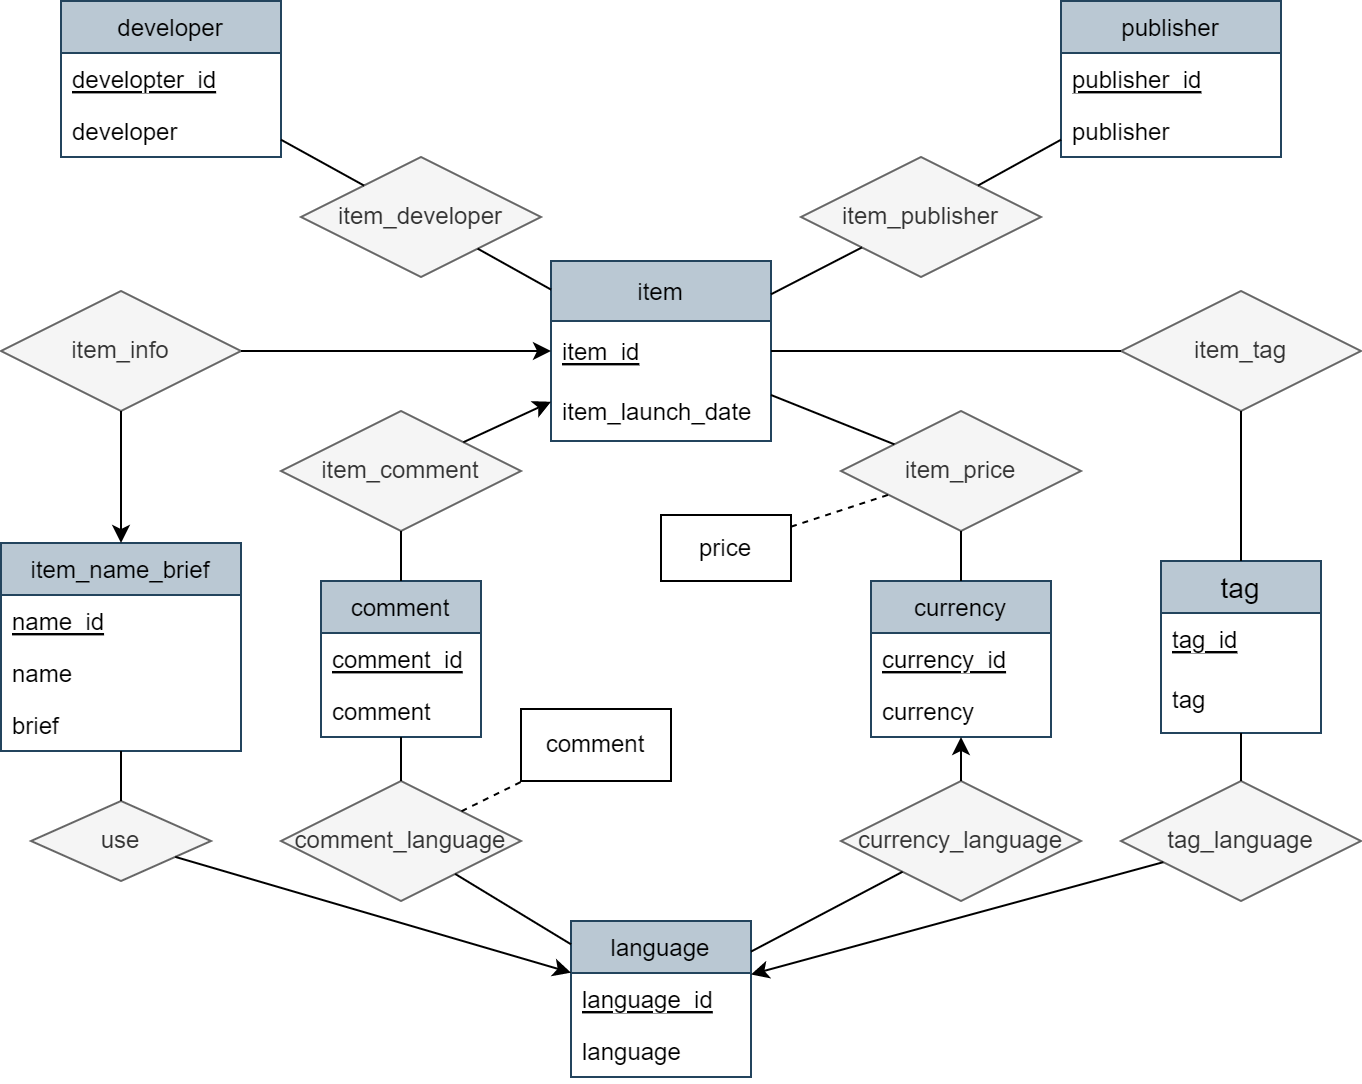 developer
developter_id
developer
publisher
publisher_id
publisher
item_developer
item_publisher
item
item_id
item_launch_date
item_info
item_tag
item_comment
item_price
price
item_name_brief
name_id
name
brief
comment
comment_id
comment
currency
currency_id
currency
tag
tag_id
tag
comment
use
comment_language
currency_language
tag_language
language
language_id
language